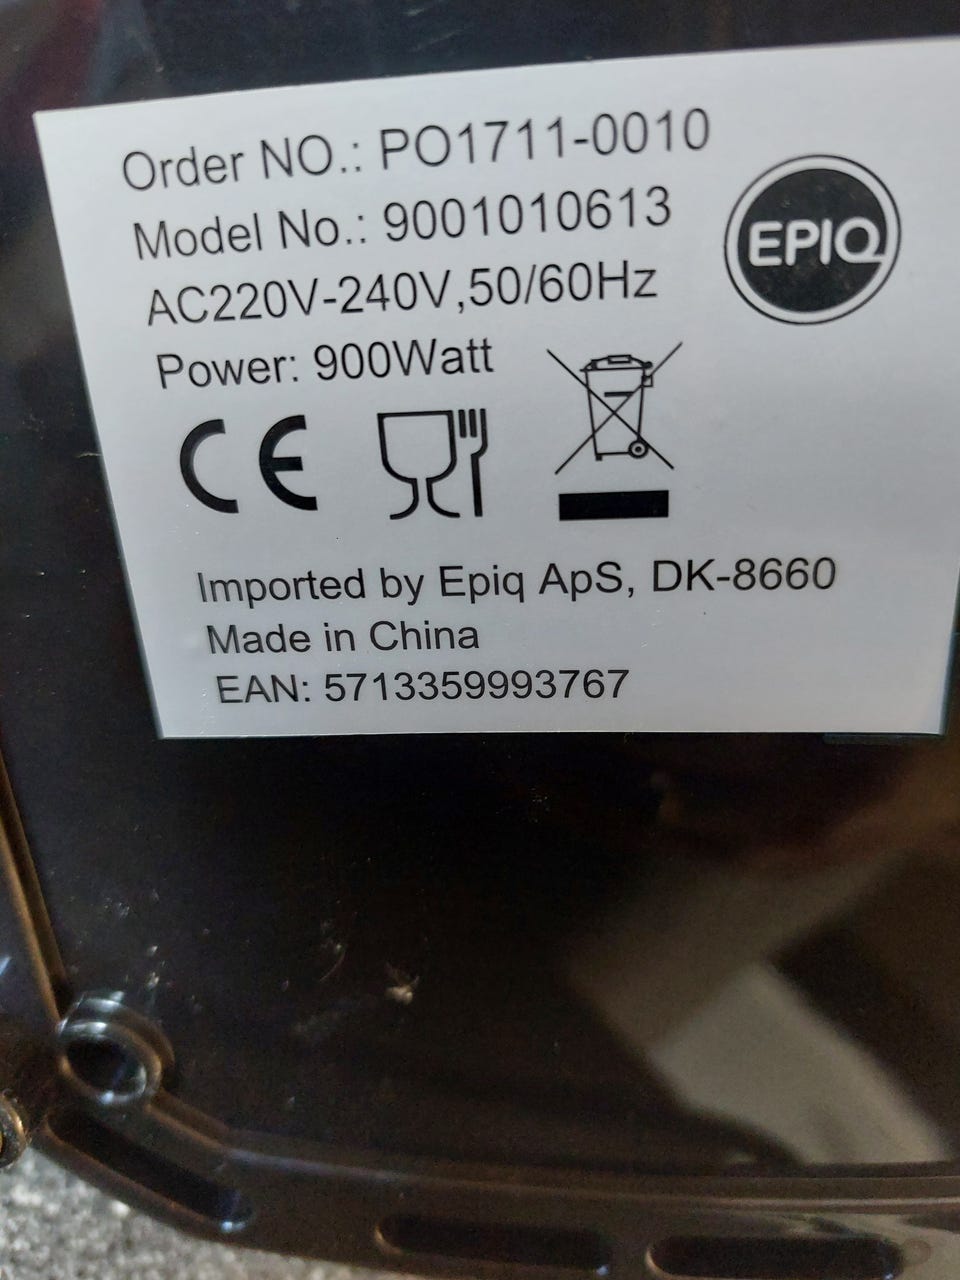 Order NO.: PO1711-0010
Model No.: 9001010613
EPIQ
AC220V-240V,50/60Hz
Power: 900Watt
CE
Imported by Epiq ApS, DK-8660
Made in China
EAN: 5713359993767